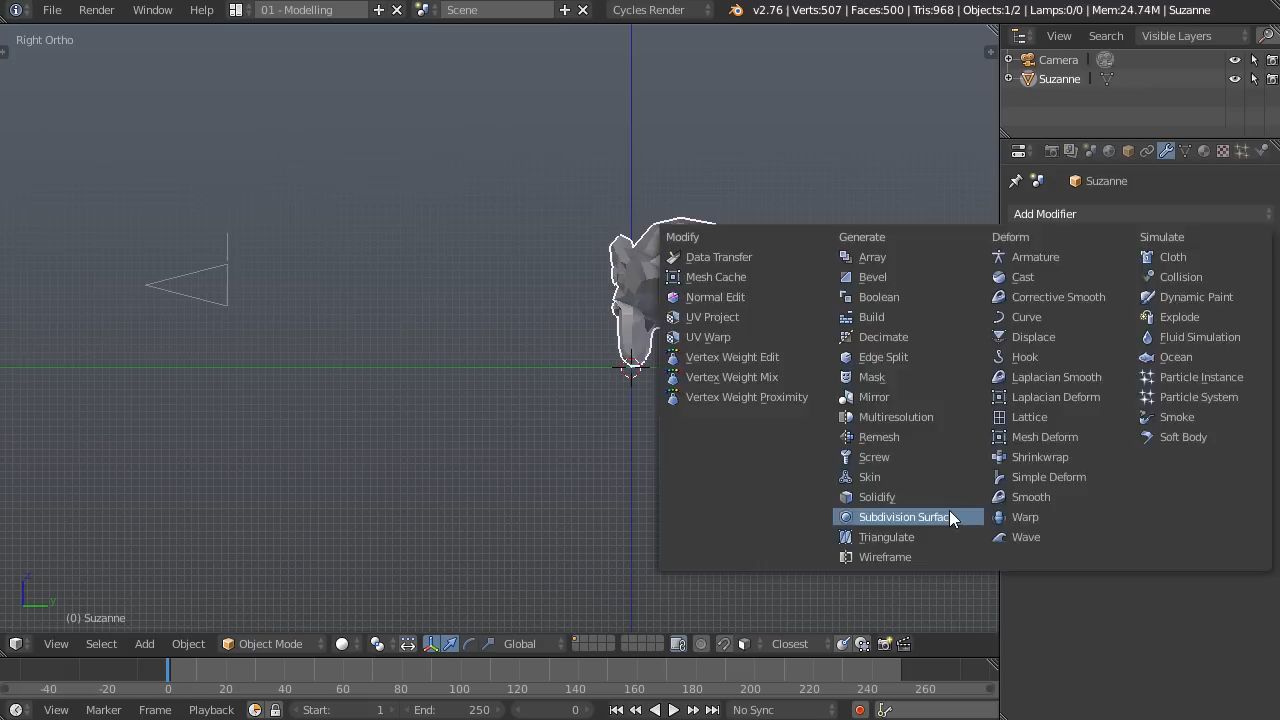 File Render Window Help 01 - Modelling Scene Cycles Render v2.76 | Verts:507 | Faces:500 | Tris:968 | Objects:1/2 | Lamps:0/0 | Mem:24.74M | Suzanne
Right Ortho
View Search Visible Layers
Camera
Suzanne
Suzanne
Add Modifier
Modify
Data Transfer
Mesh Cache
Normal Edit
UV Project
UV Warp
Vertex Weight Edit
Vertex Weight Mix
Vertex Weight Proximity
Generate
Array
Bevel
Boolean
Build
Decimate
Edge Split
Mask
Mirror
Multiresolution
Remesh
Screw
Skin
Solidify
Subdivision Surfac
Triangulate
Wireframe
Deform
Armature
Cast
Corrective Smooth
Curve
Displace
Hook
Laplacian Smooth
Laplacian Deform
Lattice
Mesh Deform
Shrinkwrap
Simple Deform
Smooth
Warp
Wave
Simulate
Cloth
Collision
Dynamic Paint
Explode
Fluid Simulation
Ocean
Particle Instance
Particle System
Smoke
Soft Body
z
y
(0) Suzanne
View Select Add Object Object Mode Global Closest
-40 -20 0 20 40 60 80 100 120 140 160 180 200 220 240 260
View Marker Frame Playback Start: 1 End: 250 0 No Sync